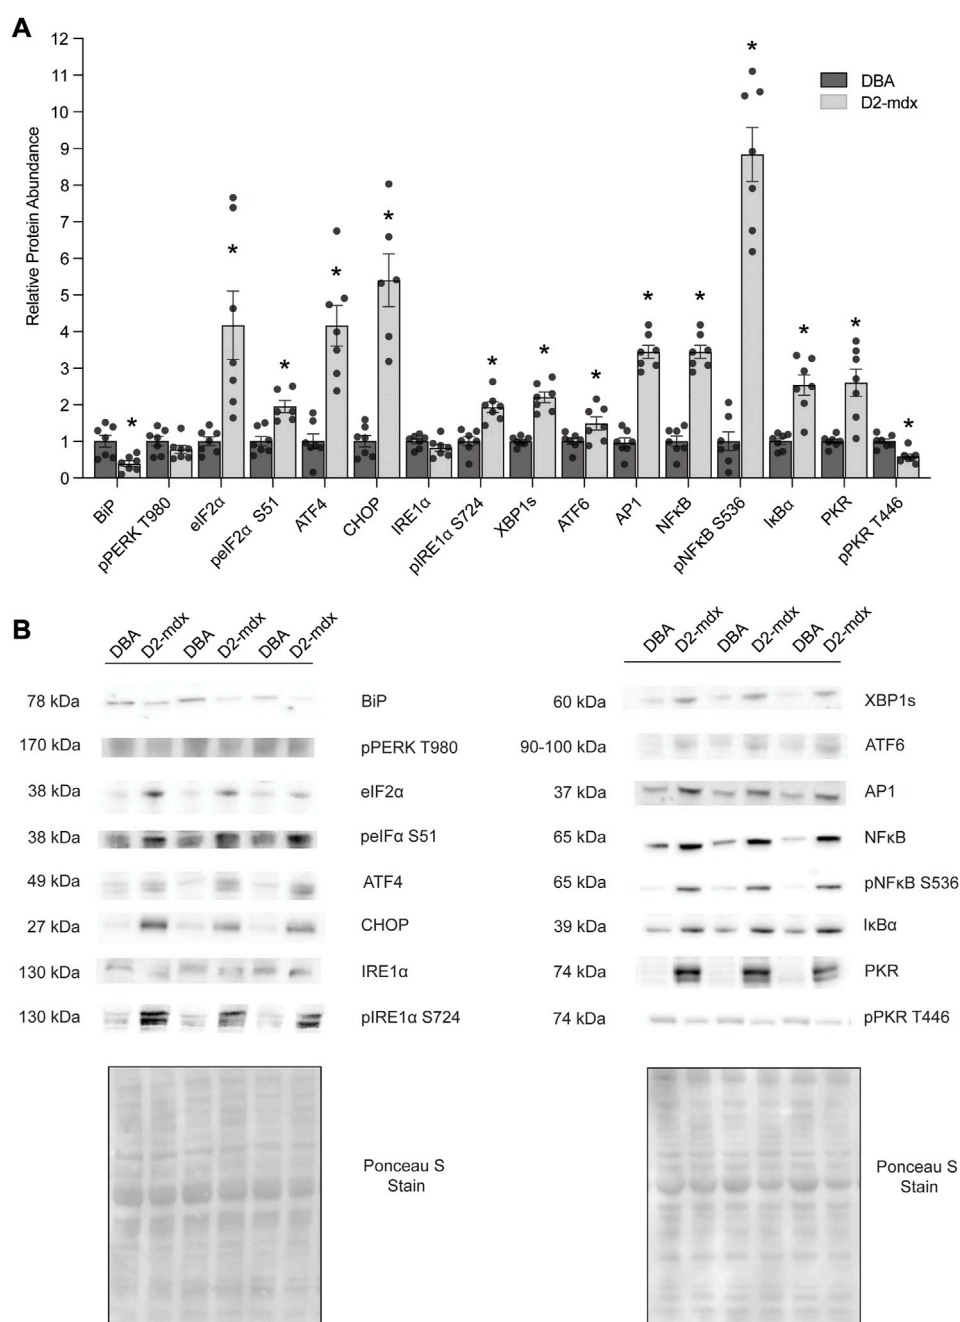 A
12
11
10
9
8
7
6
5
4
3
2
1
0
Relative Protein Abundance
DBA
D2-mdx
* * * * * * * * * * * * * *
BiP
pPERK T980
eIF2α
peIF2α S51
ATF4
CHOP
IRE1α
pIRE1α S724
XBP1s
ATF6
AP1
NFκB
pNFκB S536
IκBα
PKR
pPKR T446
B
DBA D2-mdx DBA D2-mdx DBA D2-mdx
78 kDa BiP
170 kDa pPERK T980
38 kDa eIF2α
38 kDa peIFα S51
49 kDa ATF4
27 kDa CHOP
130 kDa IRE1α
130 kDa pIRE1α S724
Ponceau S
Stain
DBA D2-mdx DBA D2-mdx DBA D2-mdx
60 kDa XBP1s
90-100 kDa ATF6
37 kDa AP1
65 kDa NFκB
65 kDa pNFκB S536
39 kDa IκBα
74 kDa PKR
74 kDa pPKR T446
Ponceau S
Stain